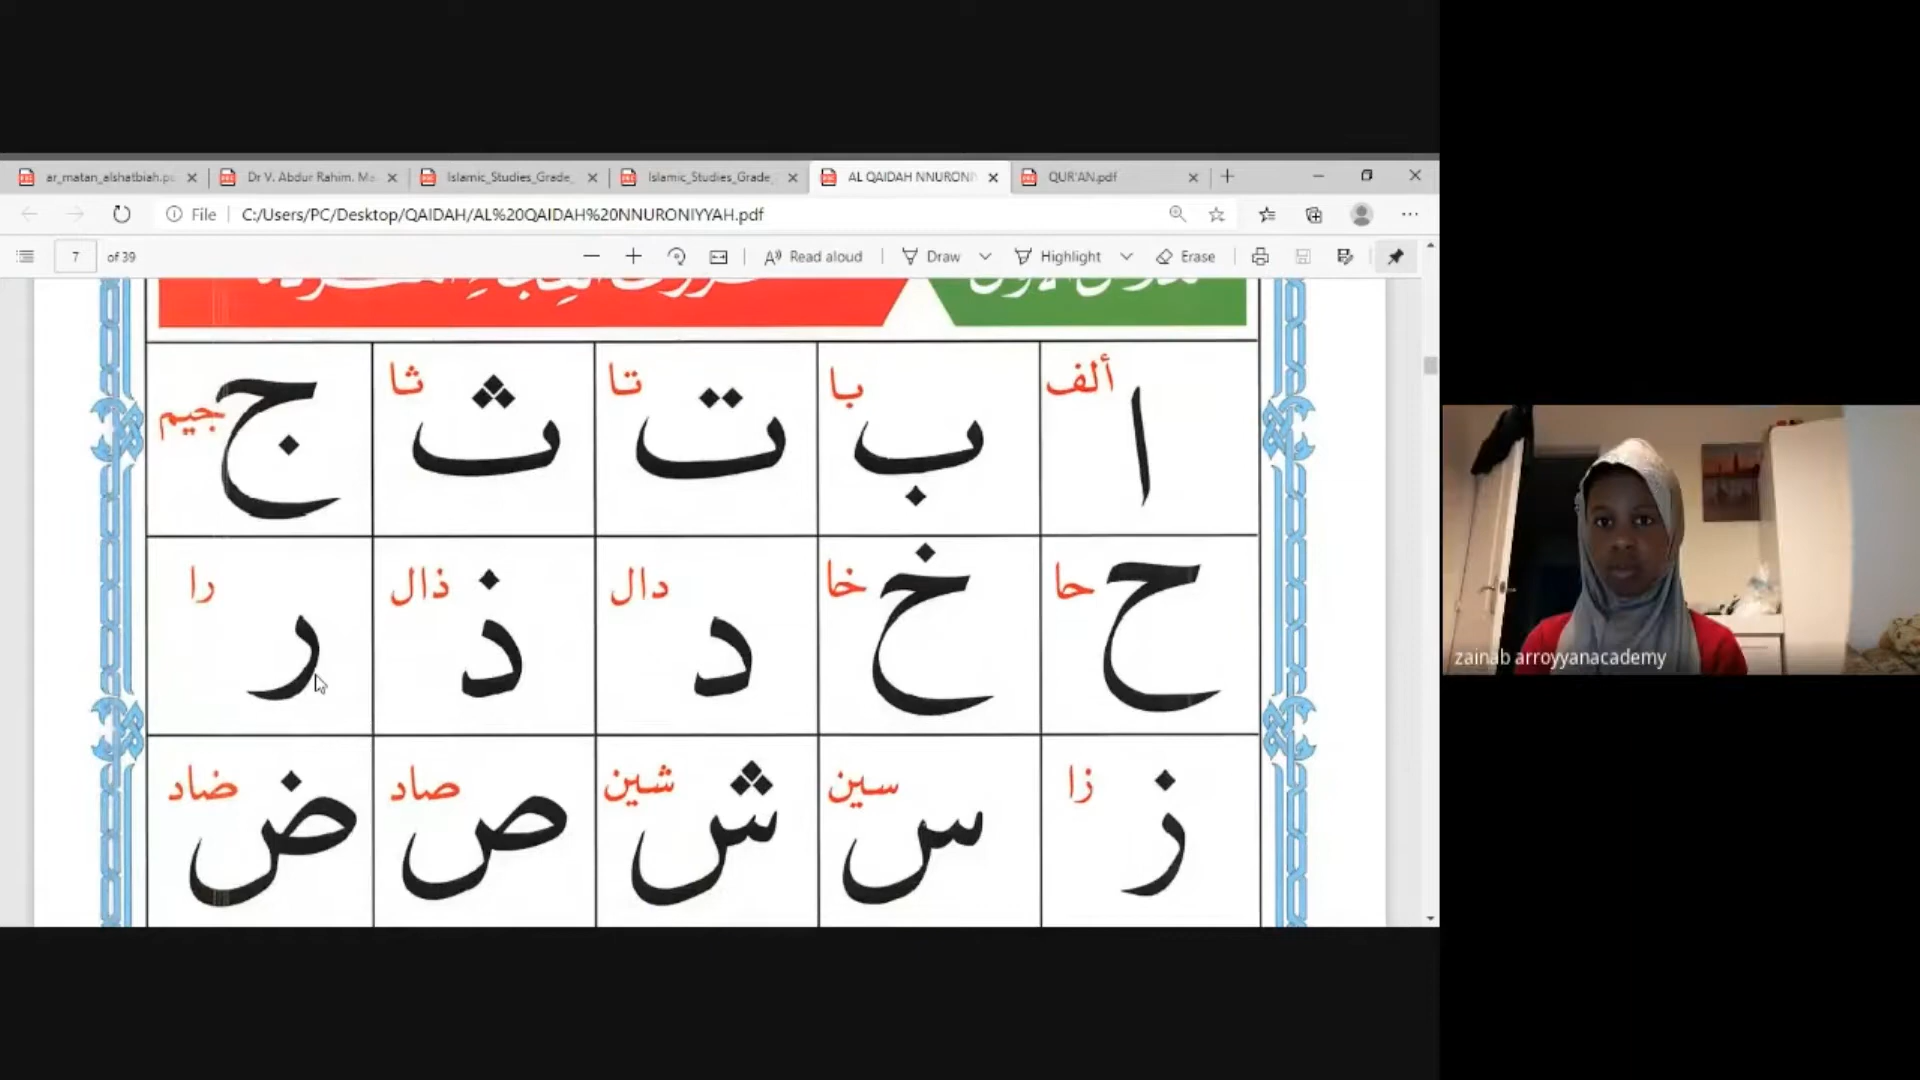 ar_matan_alshatbiah.pu
Dr V. Abdur Rahim. Ma
Islamic_Studies_Grade_
Islamic_Studies_Grade_
AL QAIDAH NNURONI
QUR'AN.pdf
File C:/Users/PC/Desktop/QAIDAH/AL%20QAIDAH%20NNURONIYYAH.pdf
7 of 39 Read aloud Draw Highlight Erase
ا ألف ب با ت تا ث ثا ج جيم
ح حا خ خا د دال ذ ذال ر را
ز زا س سين ش شين ص صاد ض ضاد
zainab arroyyanacademy